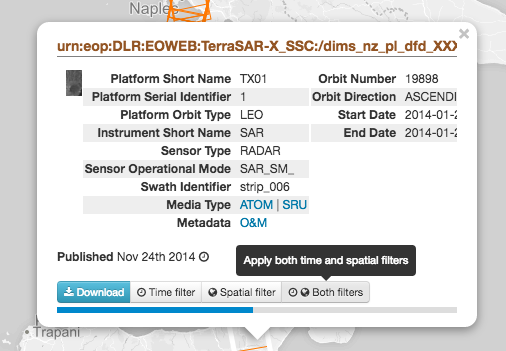 Naples
urn:eop:DLR:EOWEB:TerraSAR-X_SSC:/dims_nz_pl_dfd_XXX
×
Platform Short Name TX01 Orbit Number 19898
Platform Serial Identifier 1 Orbit Direction ASCENDI
Platform Orbit Type LEO Start Date 2014-01-2
Instrument Short Name SAR End Date 2014-01-2
Sensor Type RADAR
Sensor Operational Mode SAR_SM_
Swath Identifier strip_006
Media Type ATOM | SRU
Metadata O&M
Published Nov 24th 2014
Apply both time and spatial filters
Download Time filter Spatial filter Both filters
Trapani